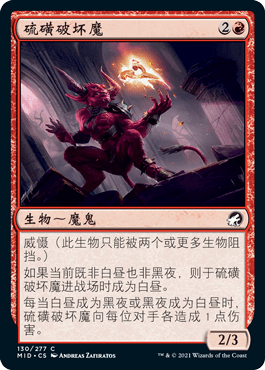 硫磺破坏魔 2
生物～魔鬼
威慑（此生物只能被两个或更多生物阻
挡。）
如果当前既非白昼也非黑夜，则于硫磺
破坏魔进战场时成为白昼。
每当白昼成为黑夜或黑夜成为白昼时，
硫磺破坏魔向每位对手各造成1点伤
害。
2/3
130/277 C
MID • CS ANDREAS ZAFIRATOS
™ & © 2021 Wizards of the Coast